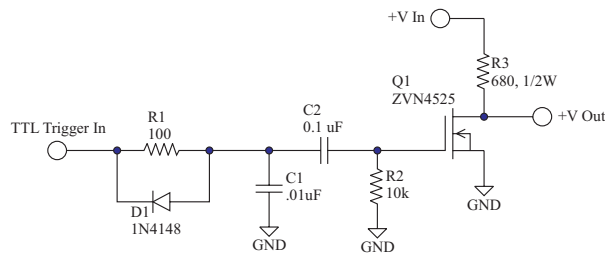 +V In
R3
680, 1/2W
Q1
ZVN4525
+V Out
C2
0.1 uF
R1
100
TTL Trigger In
C1
.01uF
R2
10k
D1
1N4148
GND
GND
GND